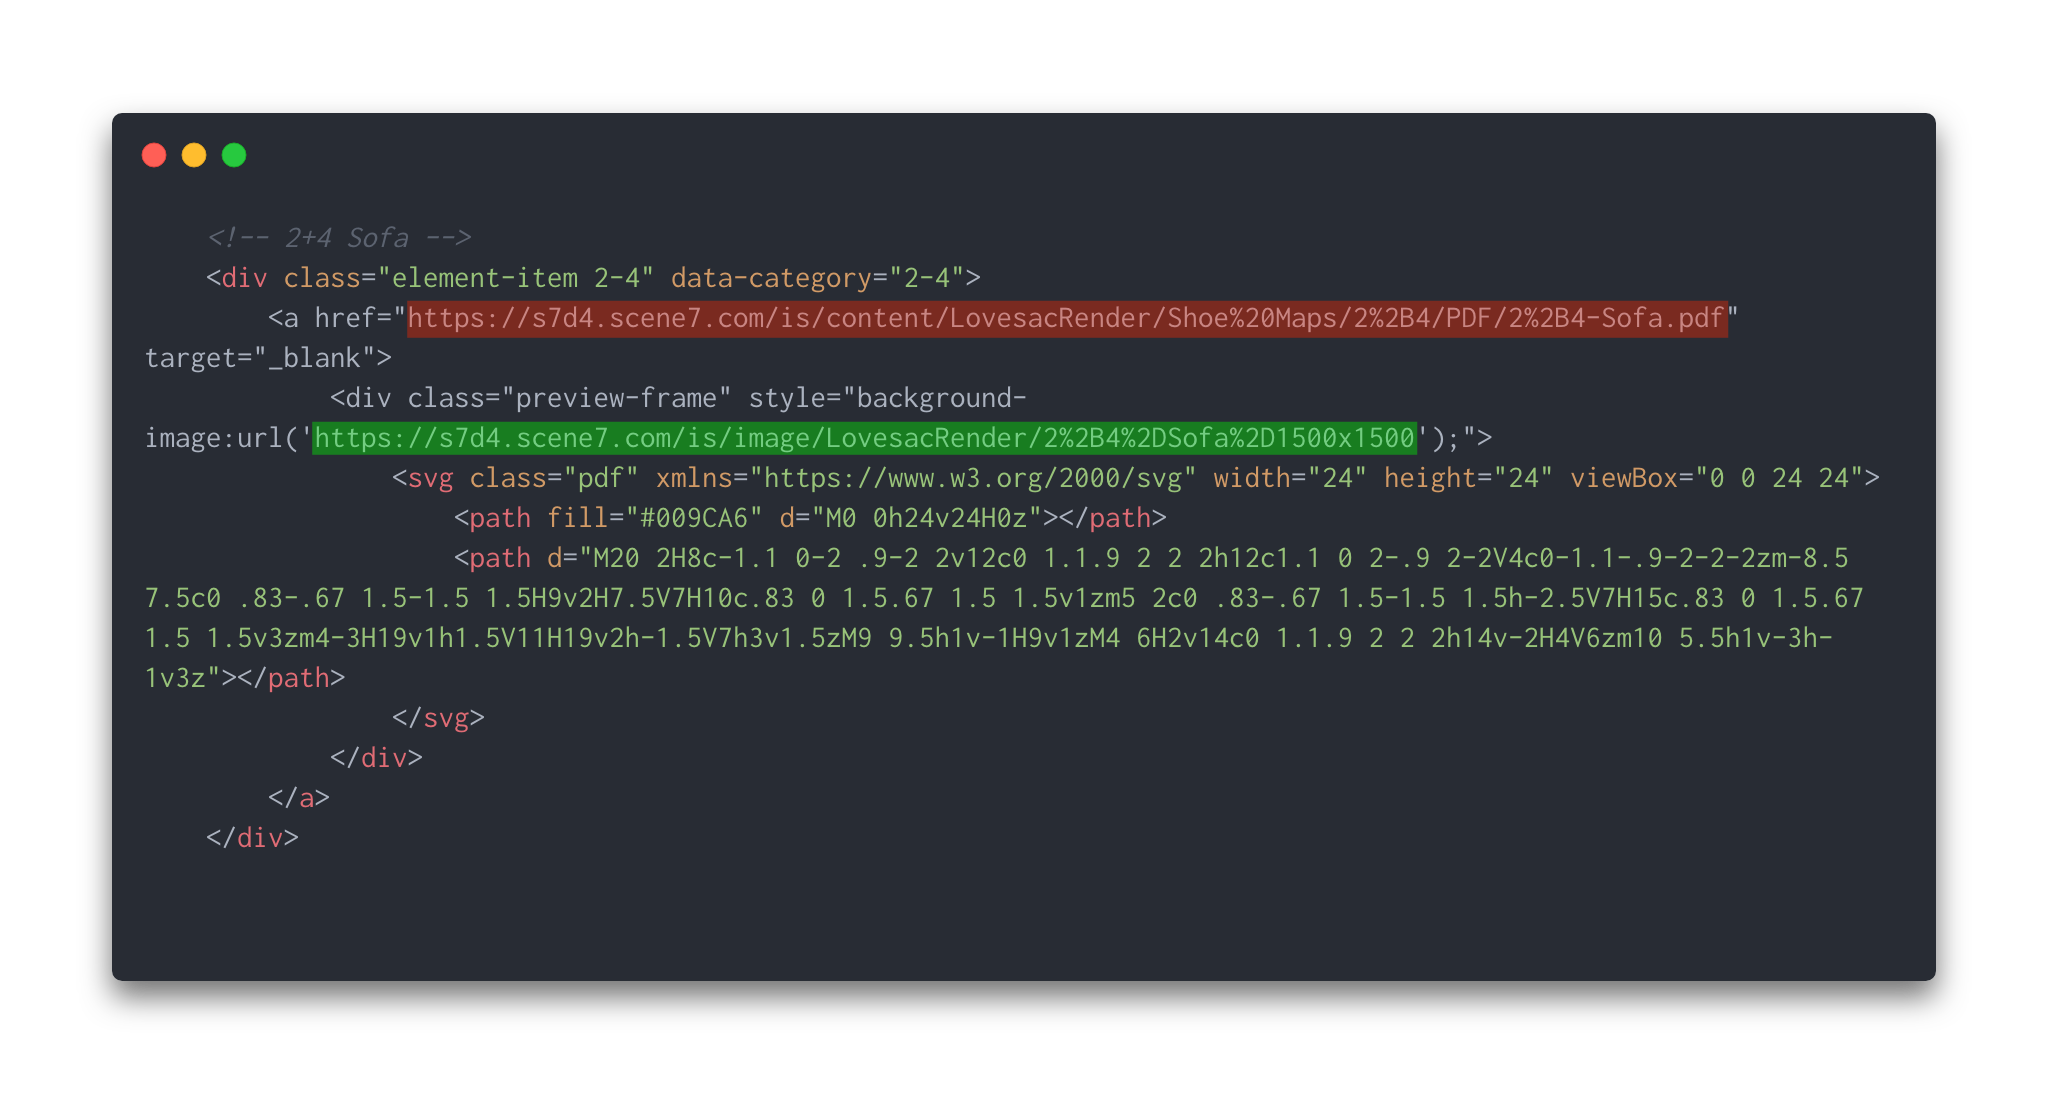 <!-- 2+4 Sofa -->
<div class="element-item 2-4" data-category="2-4">
<a href="https://s7d4.scene7.com/is/content/LovesacRender/Shoe%20Maps/2%2B4/PDF/2%2B4-Sofa.pdf"
target="_blank">
<div class="preview-frame" style="background-
image:url('https://s7d4.scene7.com/is/image/LovesacRender/2%2B4%2DSofa%2D1500x1500');">
<svg class="pdf" xmlns="https://www.w3.org/2000/svg" width="24" height="24" viewBox="0 0 24 24">
<path fill="#009CA6" d="M0 0h24v24H0z"></path>
<path d="M20 2H8c-1.1 0-2 .9-2 2v12c0 1.1.9 2 2 2h12c1.1 0 2-.9 2-2V4c0-1.1-.9-2-2-2zm-8.5
7.5c0 .83-.67 1.5-1.5 1.5H9v2H7.5V7H10c.83 0 1.5.67 1.5 1.5v1zm5 2c0 .83-.67 1.5-1.5 1.5h-2.5V7H15c.83 0 1.5.67
1.5 1.5v3zm4-3H19v1h1.5V11H19v2h-1.5V7h3v1.5zM9 9.5h1v-1H9v1zM4 6H2v14c0 1.1.9 2 2 2h14v-2H4V6zm10 5.5h1v-3h-
1v3z"></path>
</svg>
</div>
</a>
</div>